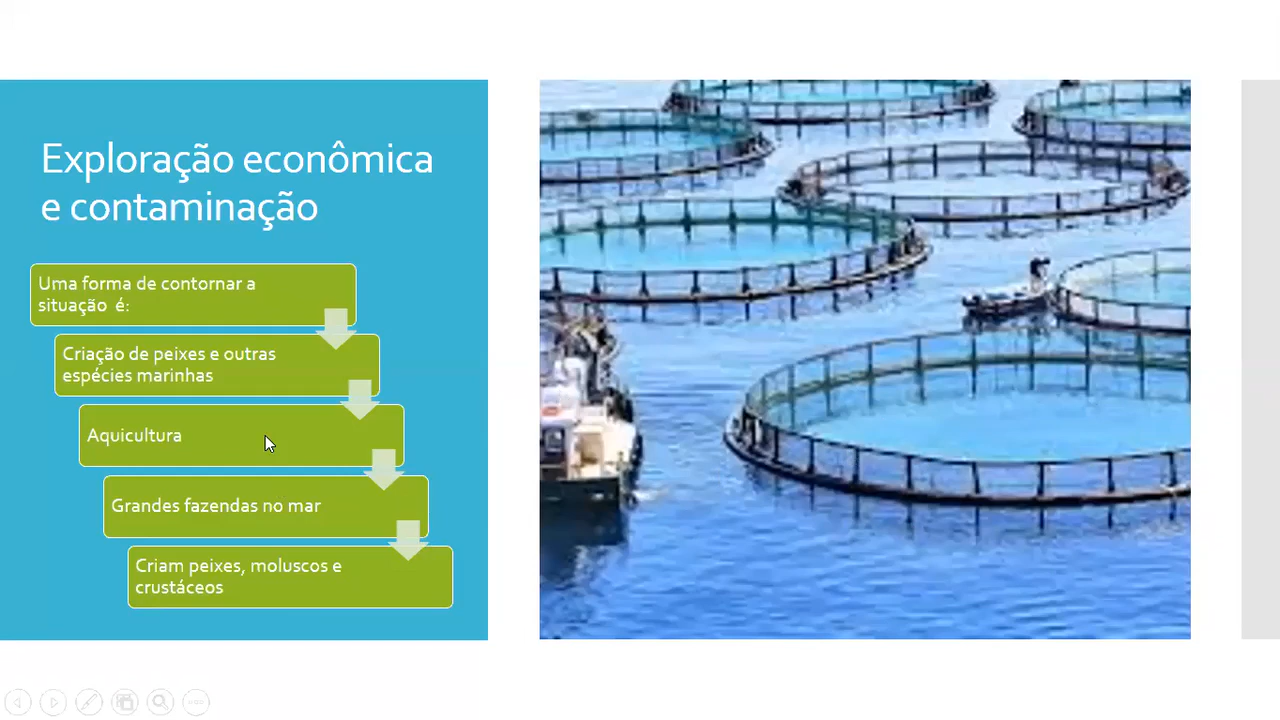 Exploração econômica
e contaminação
Uma forma de contornar a
situação é:
Criação de peixes e outras
espécies marinhas
Aquicultura
Grandes fazendas no mar
Criam peixes, moluscos e
crustáceos